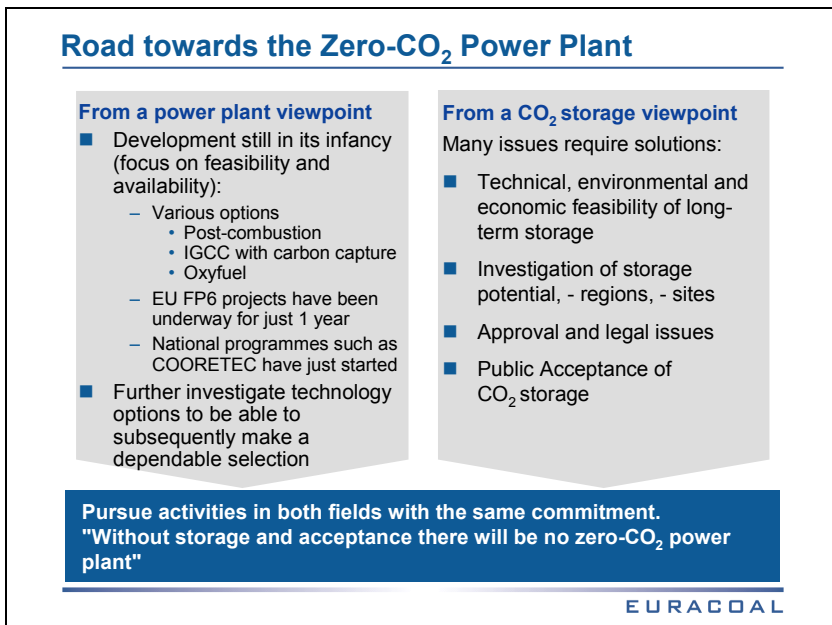 Road towards the Zero-CO₂ Power Plant
From a power plant viewpoint
■ Development still in its infancy
(focus on feasibility and
availability):
– Various options
• Post-combustion
• IGCC with carbon capture
• Oxyfuel
– EU FP6 projects have been
underway for just 1 year
– National programmes such as
COORETEC have just started
■ Further investigate technology
options to be able to
subsequently make a
dependable selection
From a CO₂ storage viewpoint
Many issues require solutions:
■ Technical, environmental and
economic feasibility of long-
term storage
■ Investigation of storage
potential, - regions, - sites
■ Approval and legal issues
■ Public Acceptance of
CO₂ storage
Pursue activities in both fields with the same commitment.
"Without storage and acceptance there will be no zero-CO₂ power
plant"
EURACOAL